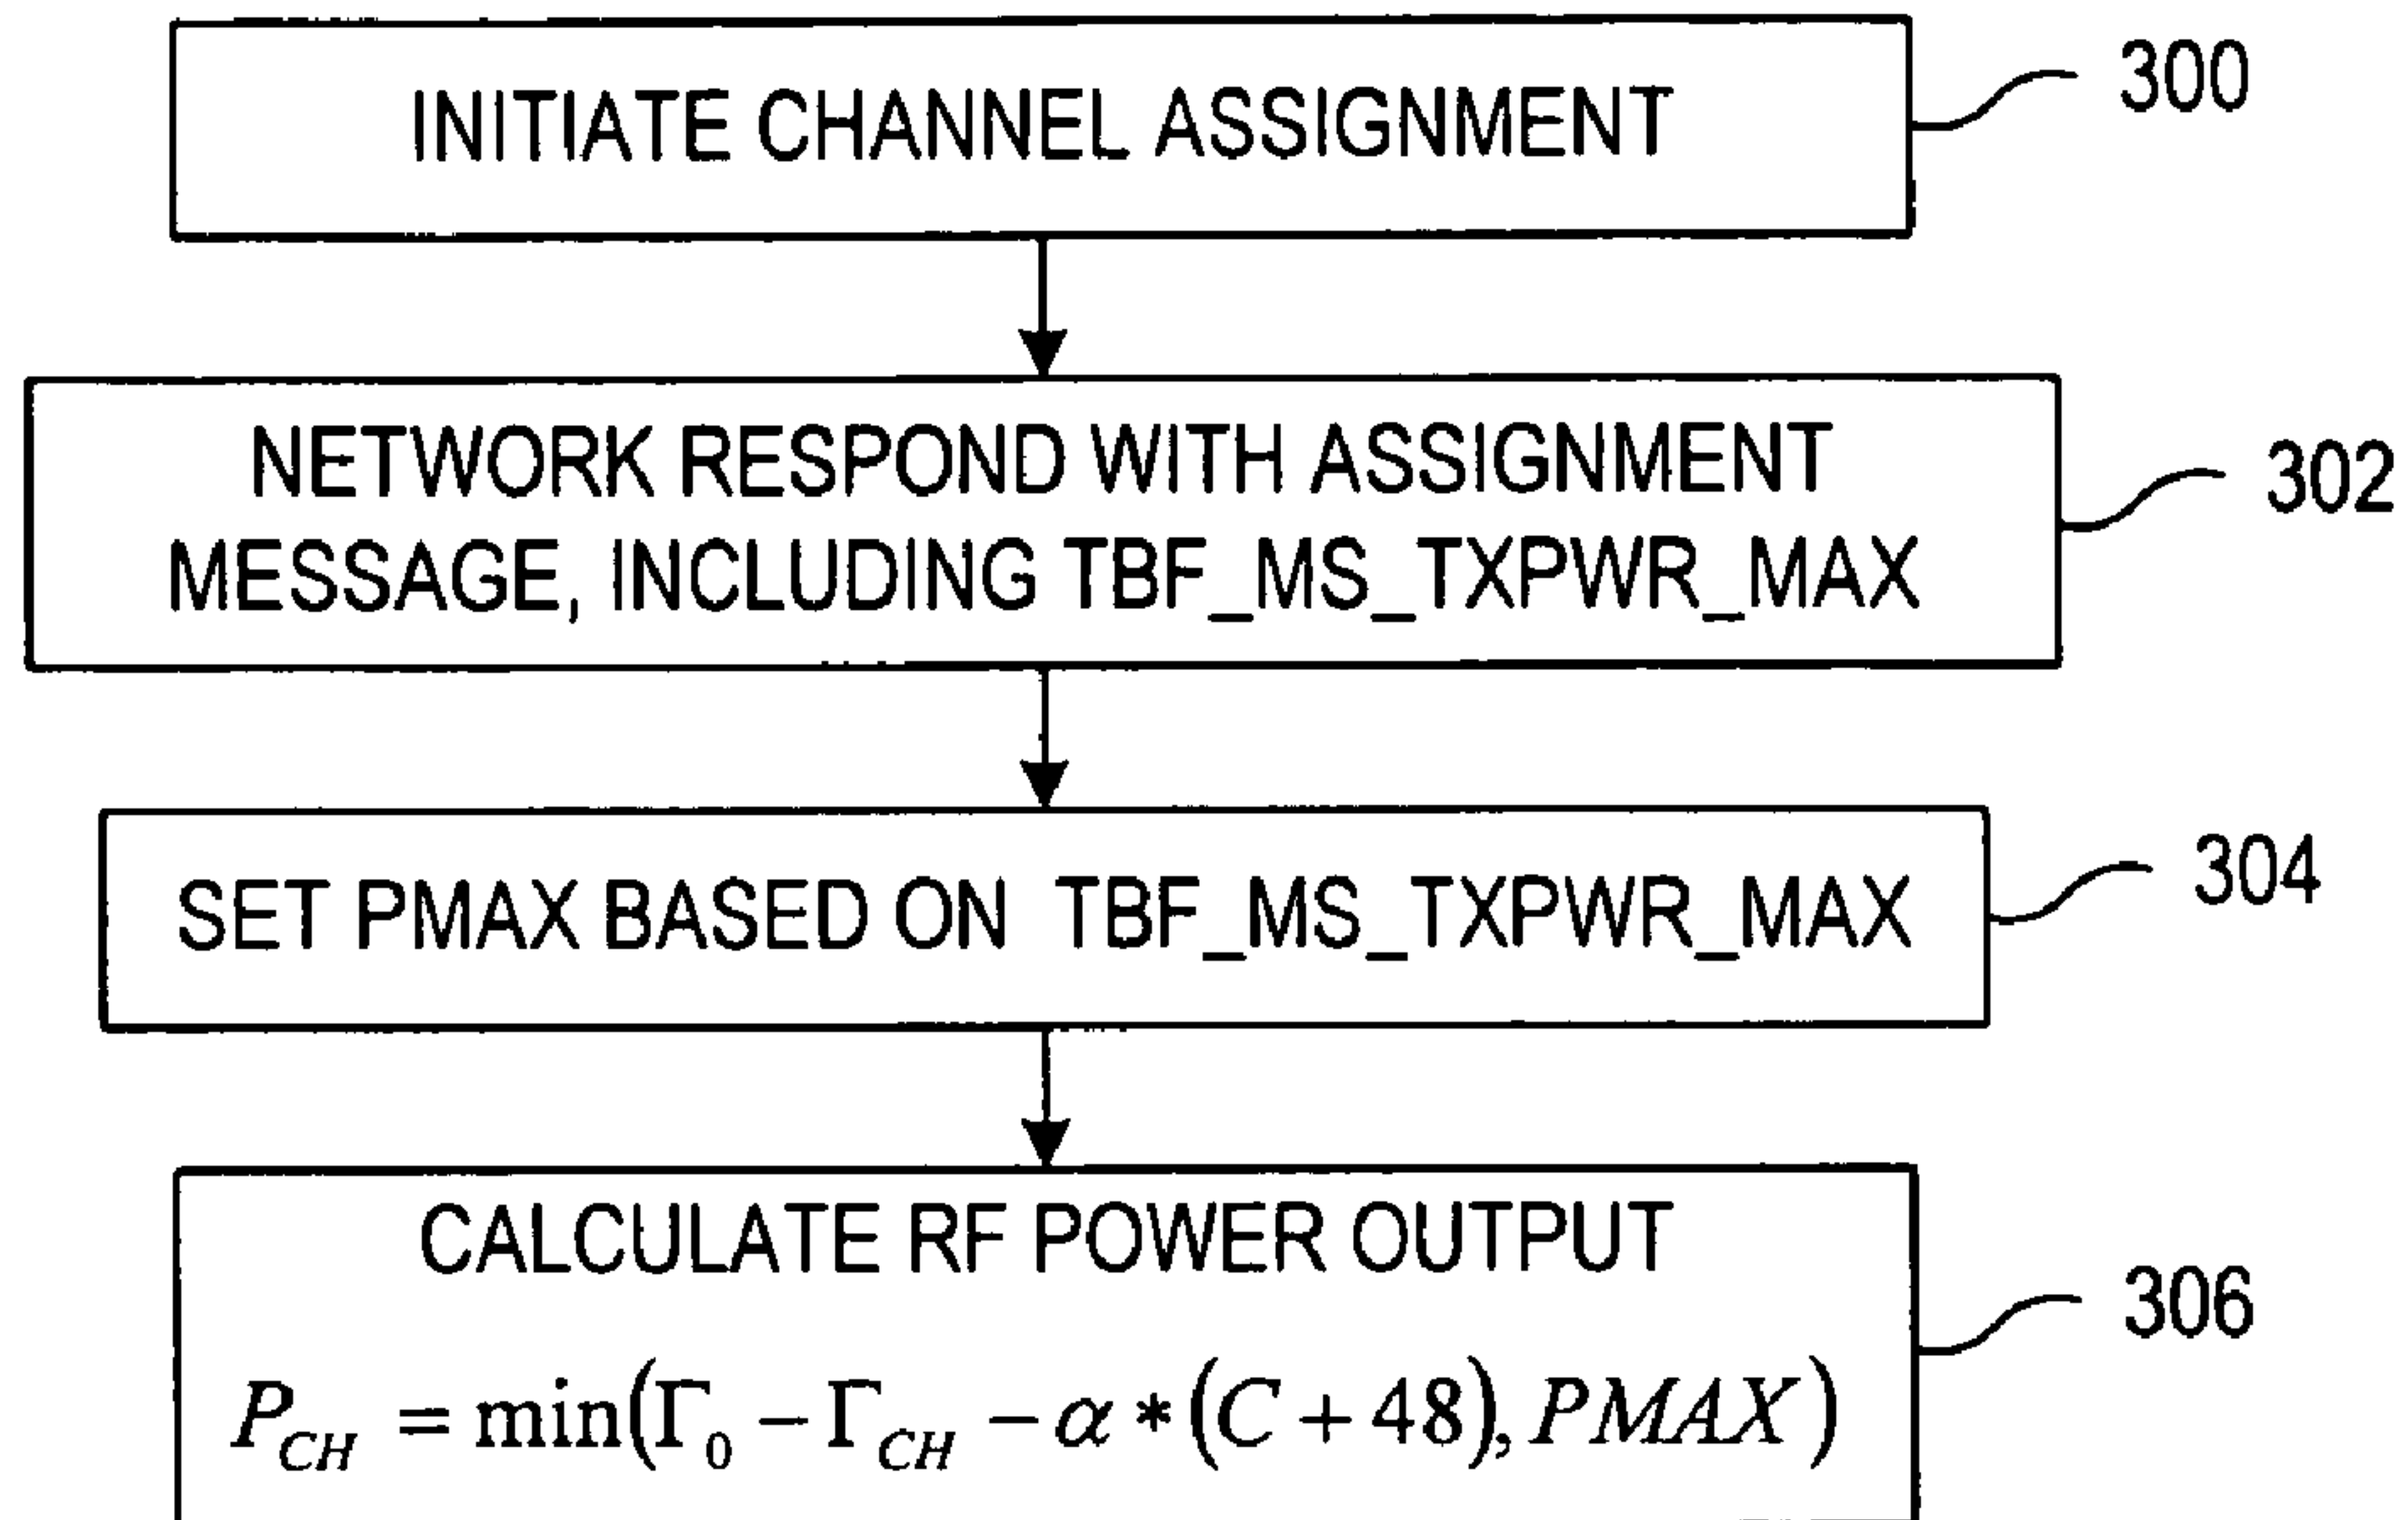 INITIATE CHANNEL ASSIGNMENT
300
NETWORK RESPOND WITH ASSIGNMENT
MESSAGE, INCLUDING TBF_MS_TXPWR_MAX
302
SET PMAX BASED ON TBF_MS_TXPWR_MAX
304
CALCULATE RF POWER OUTPUT
306
P_CH = min(Γ_0 − Γ_CH − α * (C + 48), PMAX)